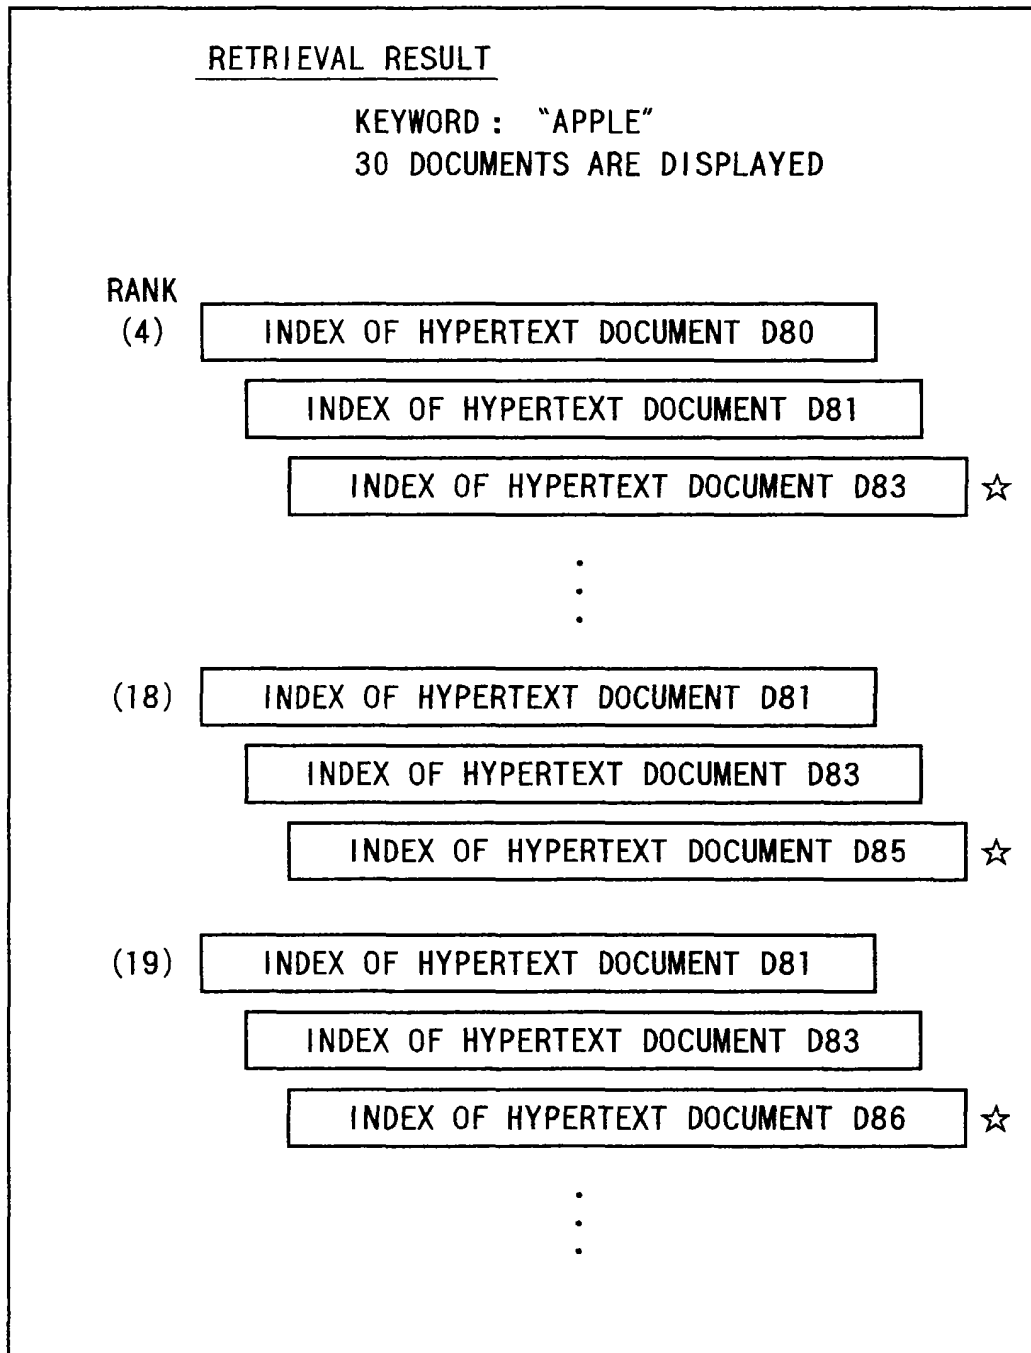 RETRIEVAL RESULT
KEYWORD : "APPLE"
30 DOCUMENTS ARE DISPLAYED
RANK
(4) INDEX OF HYPERTEXT DOCUMENT D80
INDEX OF HYPERTEXT DOCUMENT D81
INDEX OF HYPERTEXT DOCUMENT D83 ☆
(18) INDEX OF HYPERTEXT DOCUMENT D81
INDEX OF HYPERTEXT DOCUMENT D83
INDEX OF HYPERTEXT DOCUMENT D85 ☆
(19) INDEX OF HYPERTEXT DOCUMENT D81
INDEX OF HYPERTEXT DOCUMENT D83
INDEX OF HYPERTEXT DOCUMENT D86 ☆